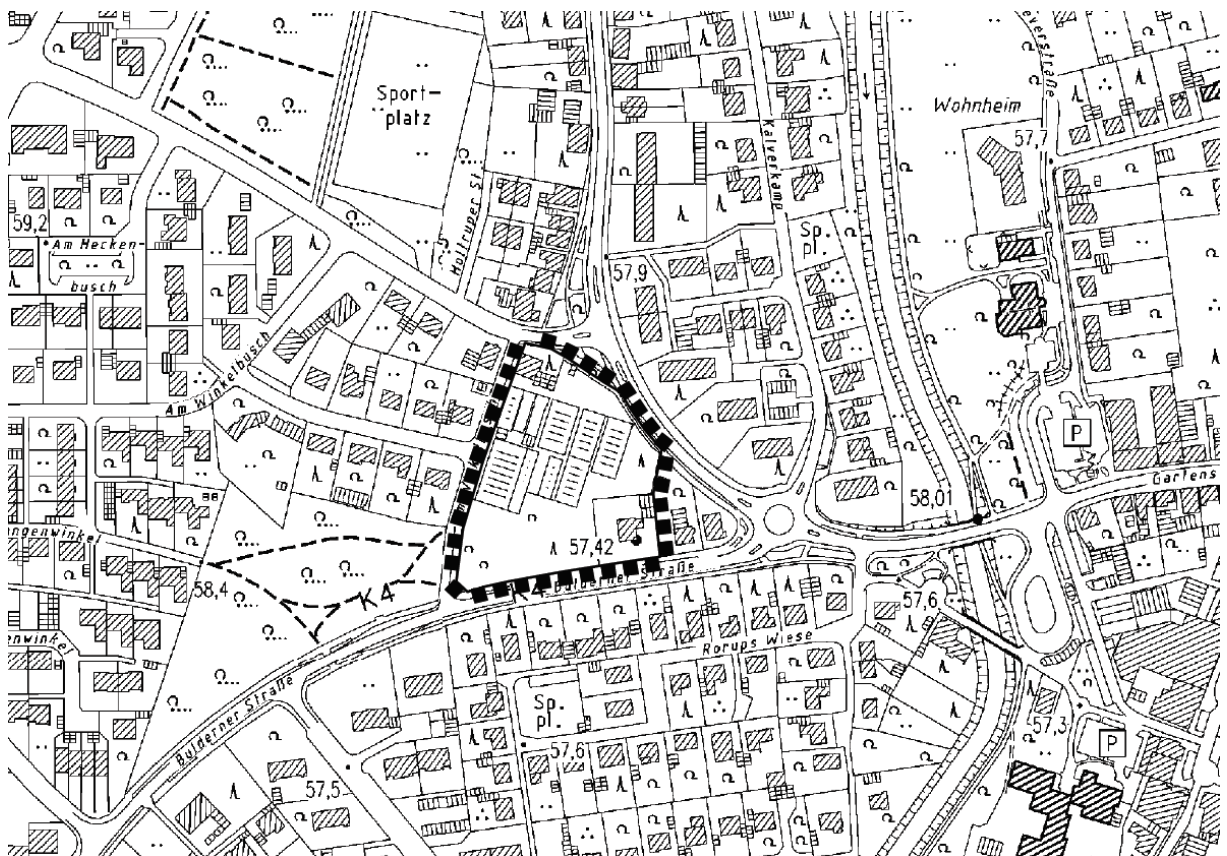 Sport-
platz
Wohnheim
57,7
Kalverkamp
59,2
Am Hecken-
busch
Holtruper St
Sp.
pl.
57,9
Am Winkelbusch
P
Gartens
58,01
angenwinkel
57,42
58,4
K4
K4
Bulderner Straße
57,6
Rorups Wiese
enwinke
Bulderner Straße
Sp.
pl.
57,3
P
57,6
57,5